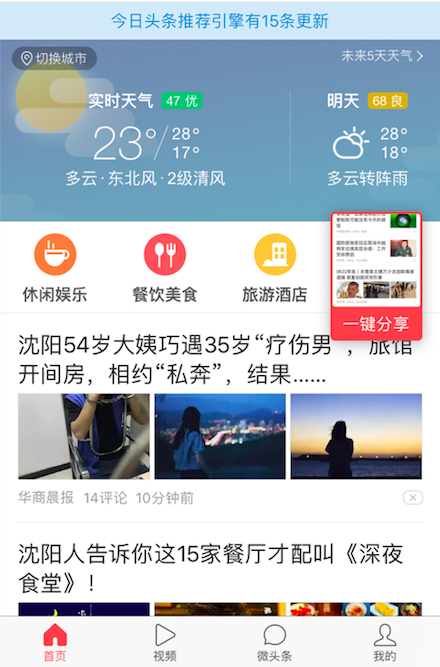 今日头条推荐引擎有15条更新
切换城市
未来5天天气
实时天气 47 优
明天 68 良
23°/ 28° 17°
28° 18°
多云·东北风·2级清风
多云转阵雨
休闲娱乐
餐饮美食
旅游酒店
一键分享
沈阳54岁大姨巧遇35岁“疗伤男”，旅馆
开间房，相约“私奔”，结果……
华商晨报 14评论 10分钟前
沈阳人告诉你这15家餐厅才配叫《深夜
食堂》！
首页
视频
微头条
我的